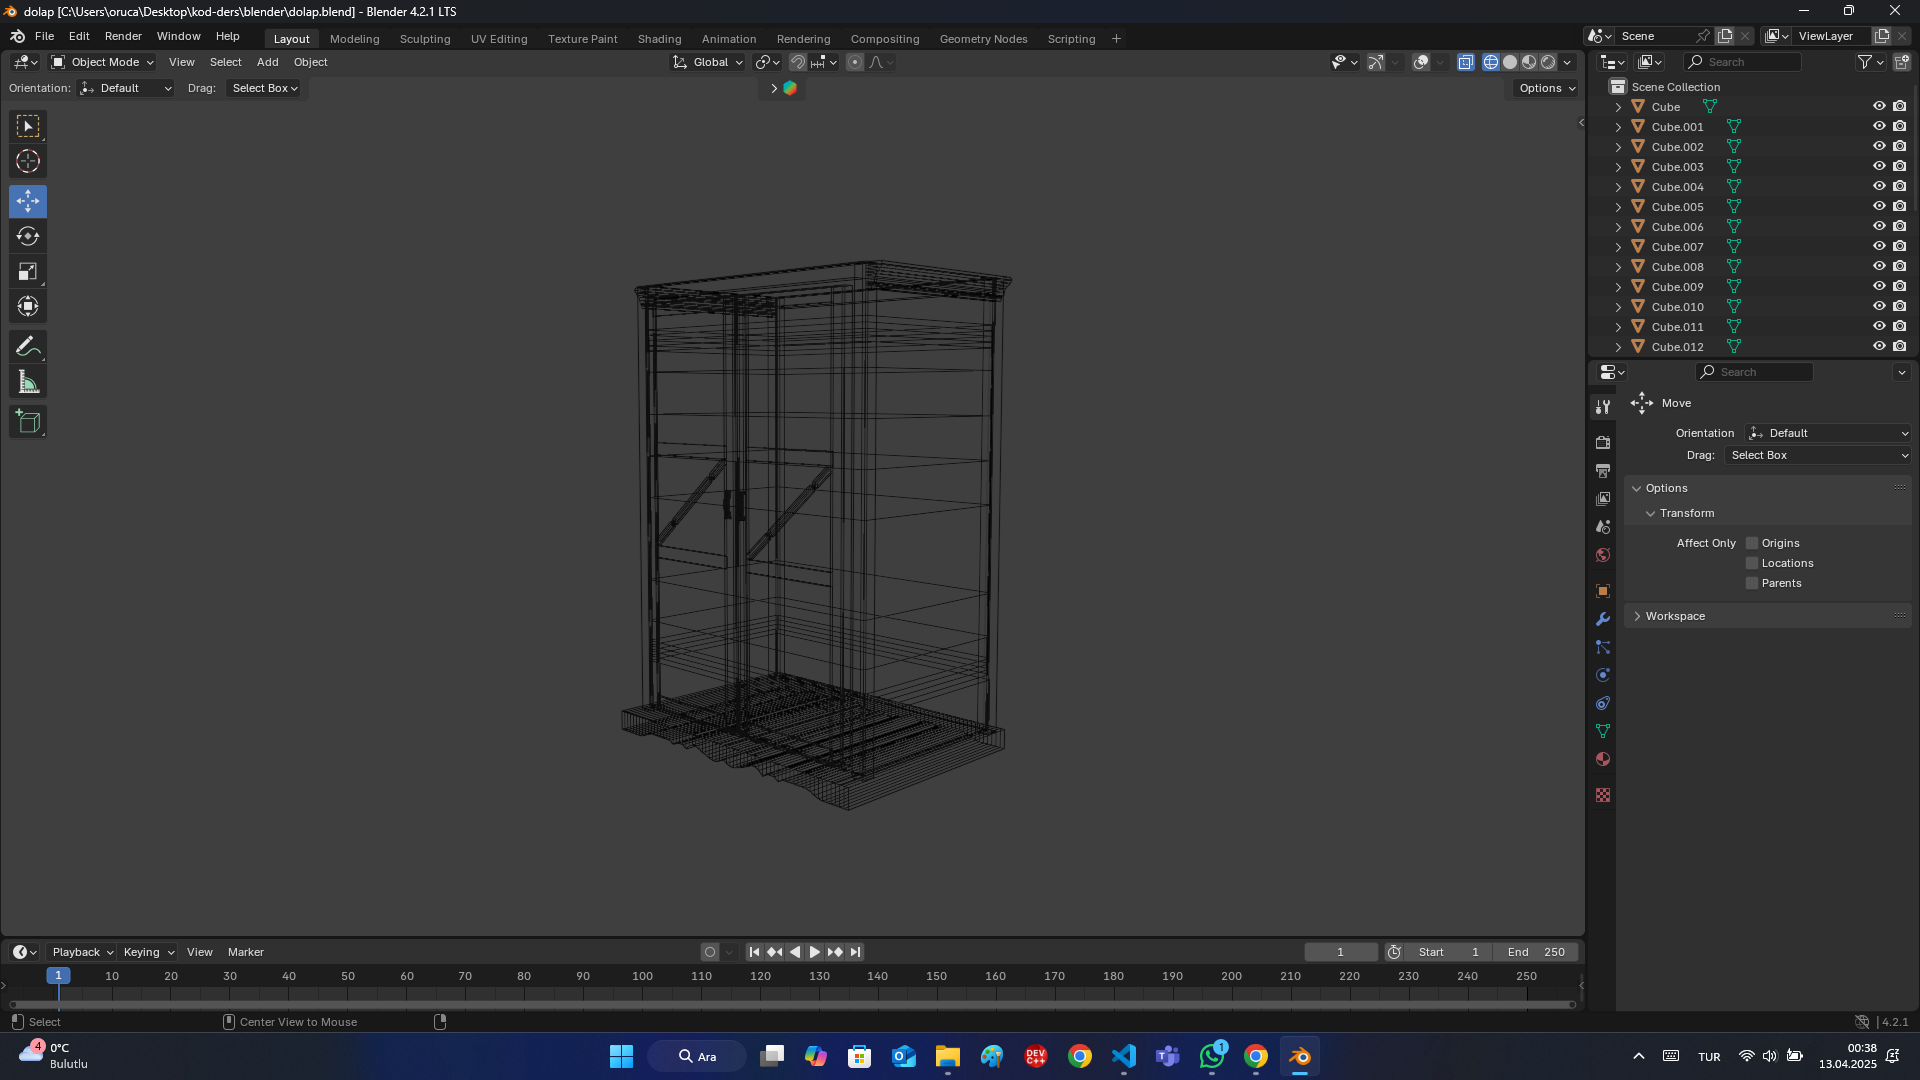 dolap [C:\Users\oruca\Desktop\kod-ders\blender\dolap.blend] - Blender 4.2.1 LTS
File Edit Render Window Help Layout Modeling Sculpting UV Editing Texture Paint Shading Animation Rendering Compositing Geometry Nodes Scripting + Scene ViewLayer
Object Mode View Select Add Object Global Search
Orientation: Default Drag: Select Box Options
Scene Collection
Cube
Cube.001
Cube.002
Cube.003
Cube.004
Cube.005
Cube.006
Cube.007
Cube.008
Cube.009
Cube.010
Cube.011
Cube.012
Search
Move
Orientation Default
Drag: Select Box
Options
Transform
Affect Only Origins
Locations
Parents
Workspace
Playback Keying View Marker 1 Start 1 End 250
1 10 20 30 40 50 60 70 80 90 100 110 120 130 140 150 160 170 180 190 200 210 220 230 240 250
Select Center View to Mouse 4.2.1
4 0°C
Bulutlu
Ara
DEV C++
1
TUR
00:38
13.04.2025